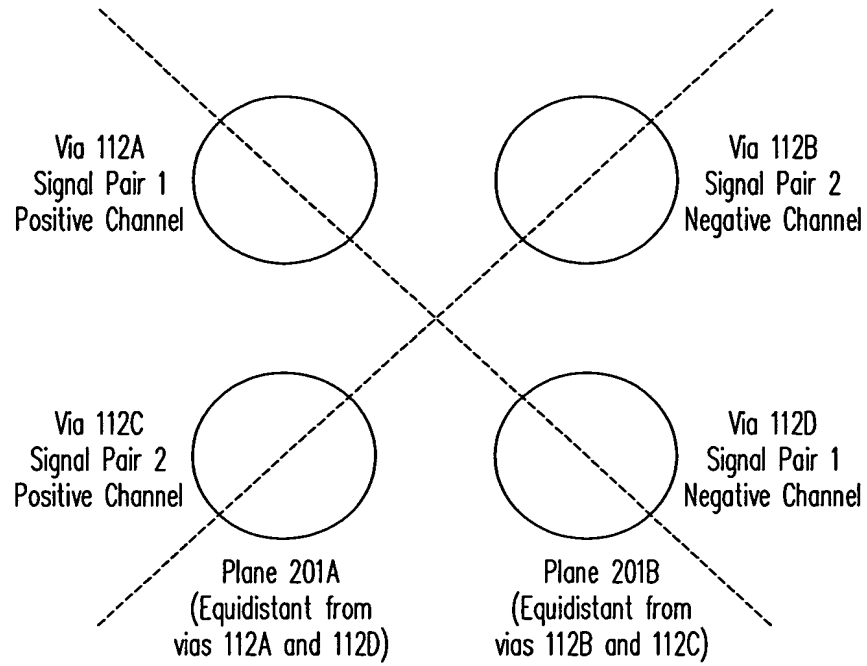 Via 112A
Signal Pair 1
Positive Channel
Via 112B
Signal Pair 2
Negative Channel
Via 112C
Signal Pair 2
Positive Channel
Via 112D
Signal Pair 1
Negative Channel
Plane 201A
(Equidistant from
vias 112A and 112D)
Plane 201B
(Equidistant from
vias 112B and 112C)